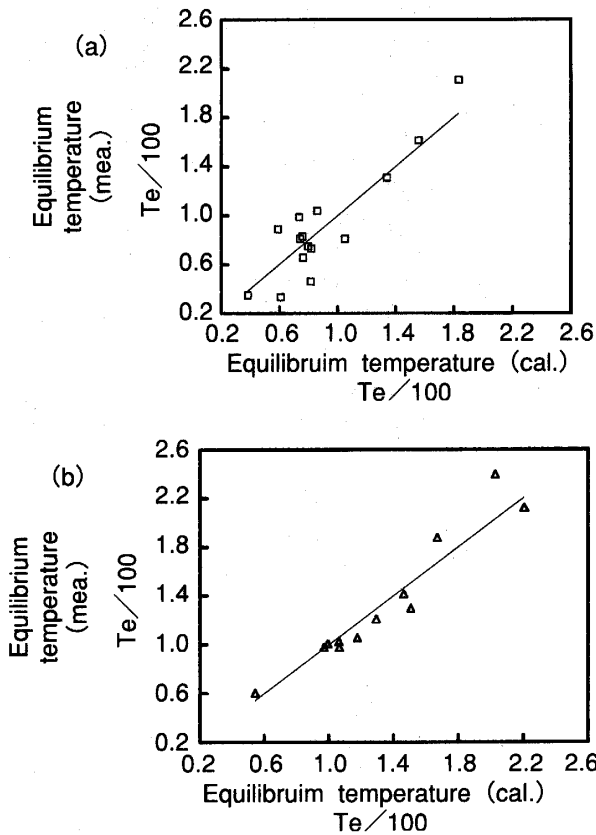 (a)
Equilibrium
temperature
(mea.)
Te/100
2.6
2.2
1.8
1.4
1.0
0.6
0.2
0.2 0.6 1.0 1.4 1.8 2.2 2.6
Equilibruim temperature (cal.)
Te/100
(b)
Equilibrium
temperature
(mea.)
Te/100
2.6
2.2
1.8
1.4
1.0
0.6
0.2
0.2 0.6 1.0 1.4 1.8 2.2 2.6
Equilibruim temperature (cal.)
Te/100